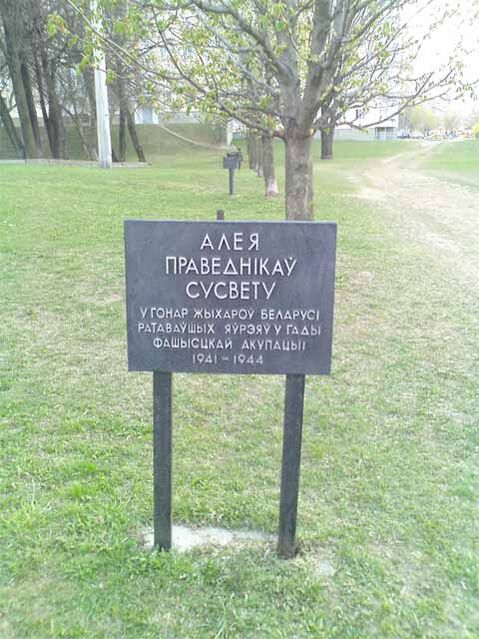 АЛЕЯ
ПРАВЕДНІКАЎ
СУСВЕТУ
У ГОНАР ЖЫХАРОЎ БЕЛАРУСІ
РАТАВАЎШЫХ ЯЎРЭЯЎ У ГАДЫ
ФАШЫСЦКАЙ АКУПАЦЫІ
1941 – 1944